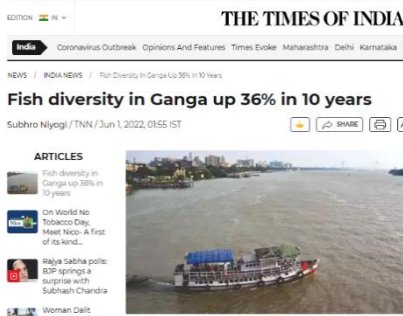 EDITION IN
THE TIMES OF INDIA
India Coronavirus Outbreak Opinions And Features Times Evoke Maharashtra Delhi Karnataka
NEWS / INDIA NEWS / Fish Diversity In Ganga Up 36% In 10 Years
Fish diversity in Ganga up 36% in 10 years
Subhro Niyogi / TNN / Jun 1, 2022, 01:55 IST
SHARE
ARTICLES
Fish diversity in
Ganga up 36% in
10 years
On World No
Tobacco Day,
Meet Nico- A first
of its kind...
Rajya Sabha polls:
BJP springs a
surprise with
Subhash Chandra
Woman Dalit